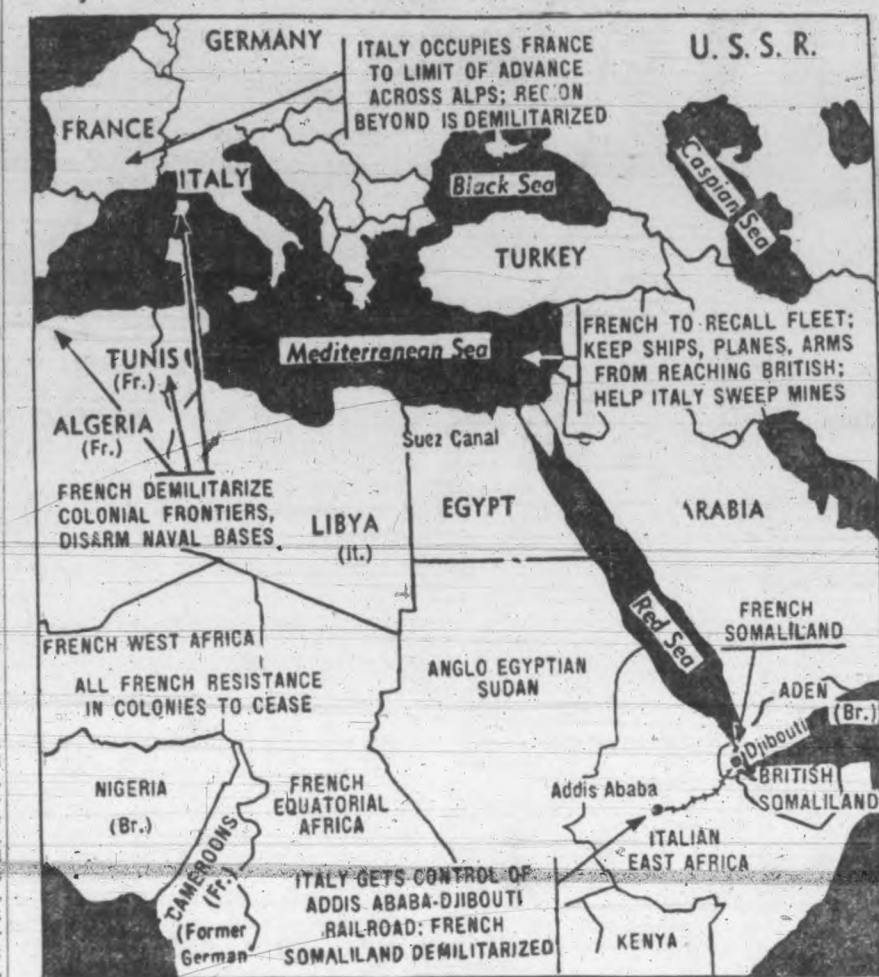 GERMANY
ITALY OCCUPIES FRANCE
TO LIMIT OF ADVANCE
ACROSS ALPS; REGION
BEYOND IS DEMILITARIZED
U. S. S. R.
FRANCE
ITALY
Black Sea
Caspian Sea
TURKEY
FRENCH TO RECALL FLEET;
KEEP SHIPS, PLANES, ARMS
FROM REACHING BRITISH;
HELP ITALY SWEEP MINES
Mediterranean Sea
TUNIS
(Fr.)
ALGERIA
(Fr.)
Suez Canal
FRENCH DEMILITARIZE
COLONIAL FRONTIERS,
DISARM NAVAL BASES
LIBYA
(It.)
EGYPT
ARABIA
Red Sea
FRENCH
SOMALILAND
FRENCH WEST AFRICA
ALL FRENCH RESISTANCE
IN COLONIES TO CEASE
ANGLO EGYPTIAN
SUDAN
ADEN
(Br.)
Djibouti
BRITISH
SOMALILAND
NIGERIA
(Br.)
FRENCH
EQUATORIAL
AFRICA
Addis Ababa
ITALIAN
EAST AFRICA
CAMEROONS
(Fr.)
(Former
German
ITALY GETS CONTROL OF
ADDIS ABABA-DJIBOUTI
RAILROAD; FRENCH
SOMALILAND DEMILITARIZED
KENYA